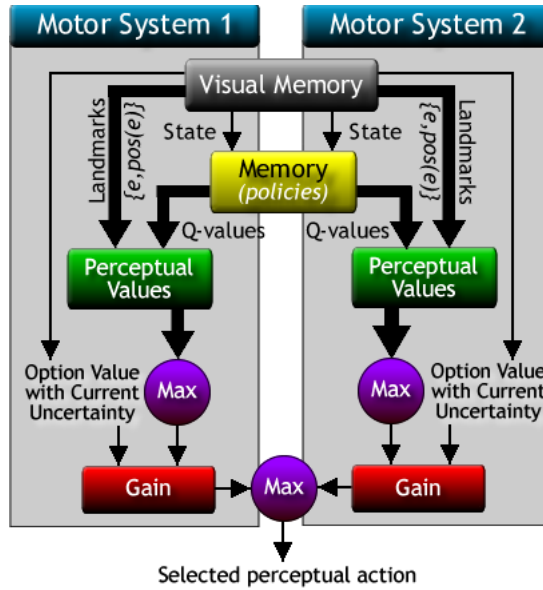 Motor System 1
Motor System 2
Visual Memory
Landmarks
{e,pos(e)}
State
State
Landmarks
{e,pos(e)}
Memory
(policies)
Q-values
Q-values
Perceptual
Values
Perceptual
Values
Option Value
with Current
Uncertainty
Max
Max
Option Value
with Current
Uncertainty
Gain
Max
Gain
Selected perceptual action